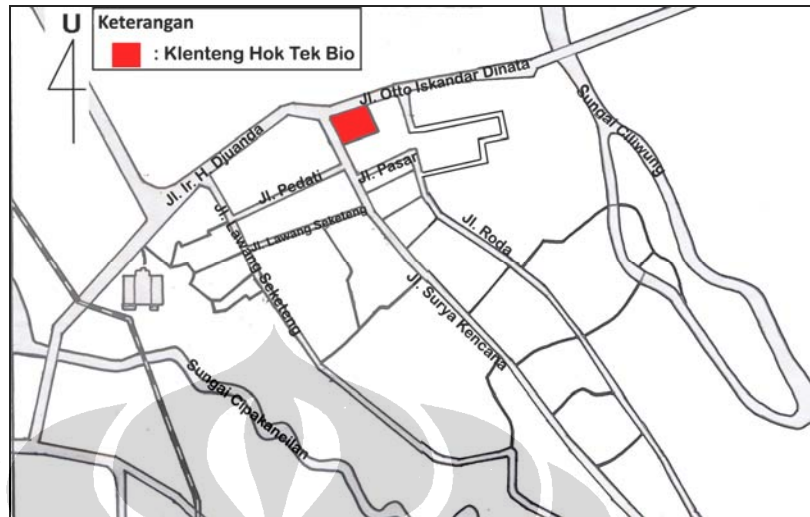 U
Keterangan
: Klenteng Hok Tek Bio
Jl. Otto Iskandar Dinata
Sungai Ciliwung
Jl. Ir. H. Djuanda
Jl. Pedati
Jl. Pasar
Jl. Lawang Seketeng
Jl. Lawang Seketeng
Jl. Roda
Jl. Surya Kencana
Sungai Cipakancilan